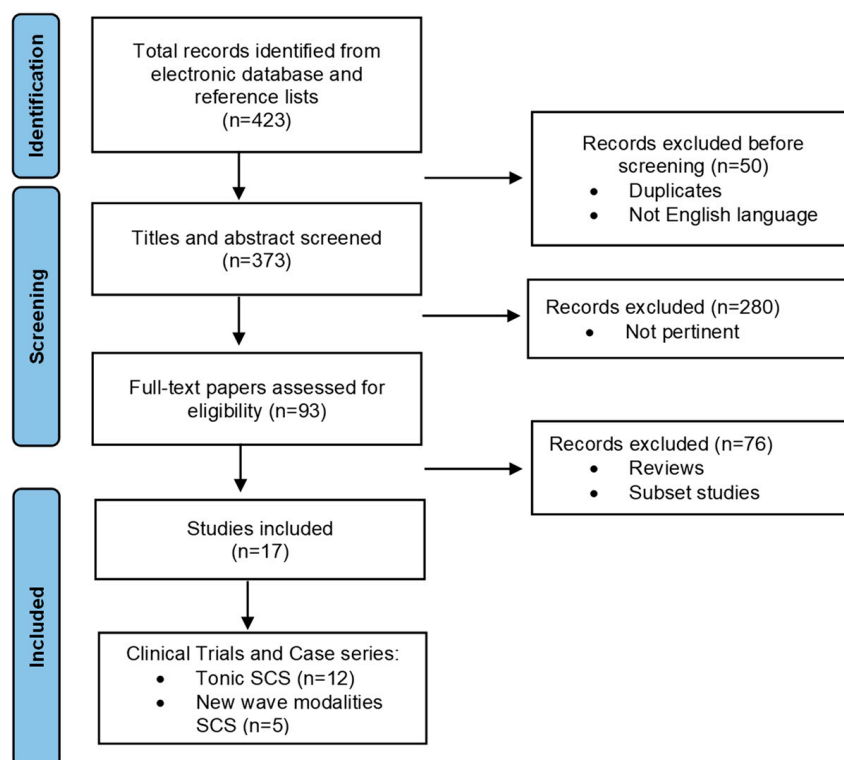 Identification
Total records identified from
electronic database and
reference lists
(n=423)
Records excluded before
screening (n=50)
• Duplicates
• Not English language
Screening
Titles and abstract screened
(n=373)
Records excluded (n=280)
• Not pertinent
Full-text papers assessed for
eligibility (n=93)
Records excluded (n=76)
• Reviews
• Subset studies
Included
Studies included
(n=17)
Clinical Trials and Case series:
• Tonic SCS (n=12)
• New wave modalities
SCS (n=5)